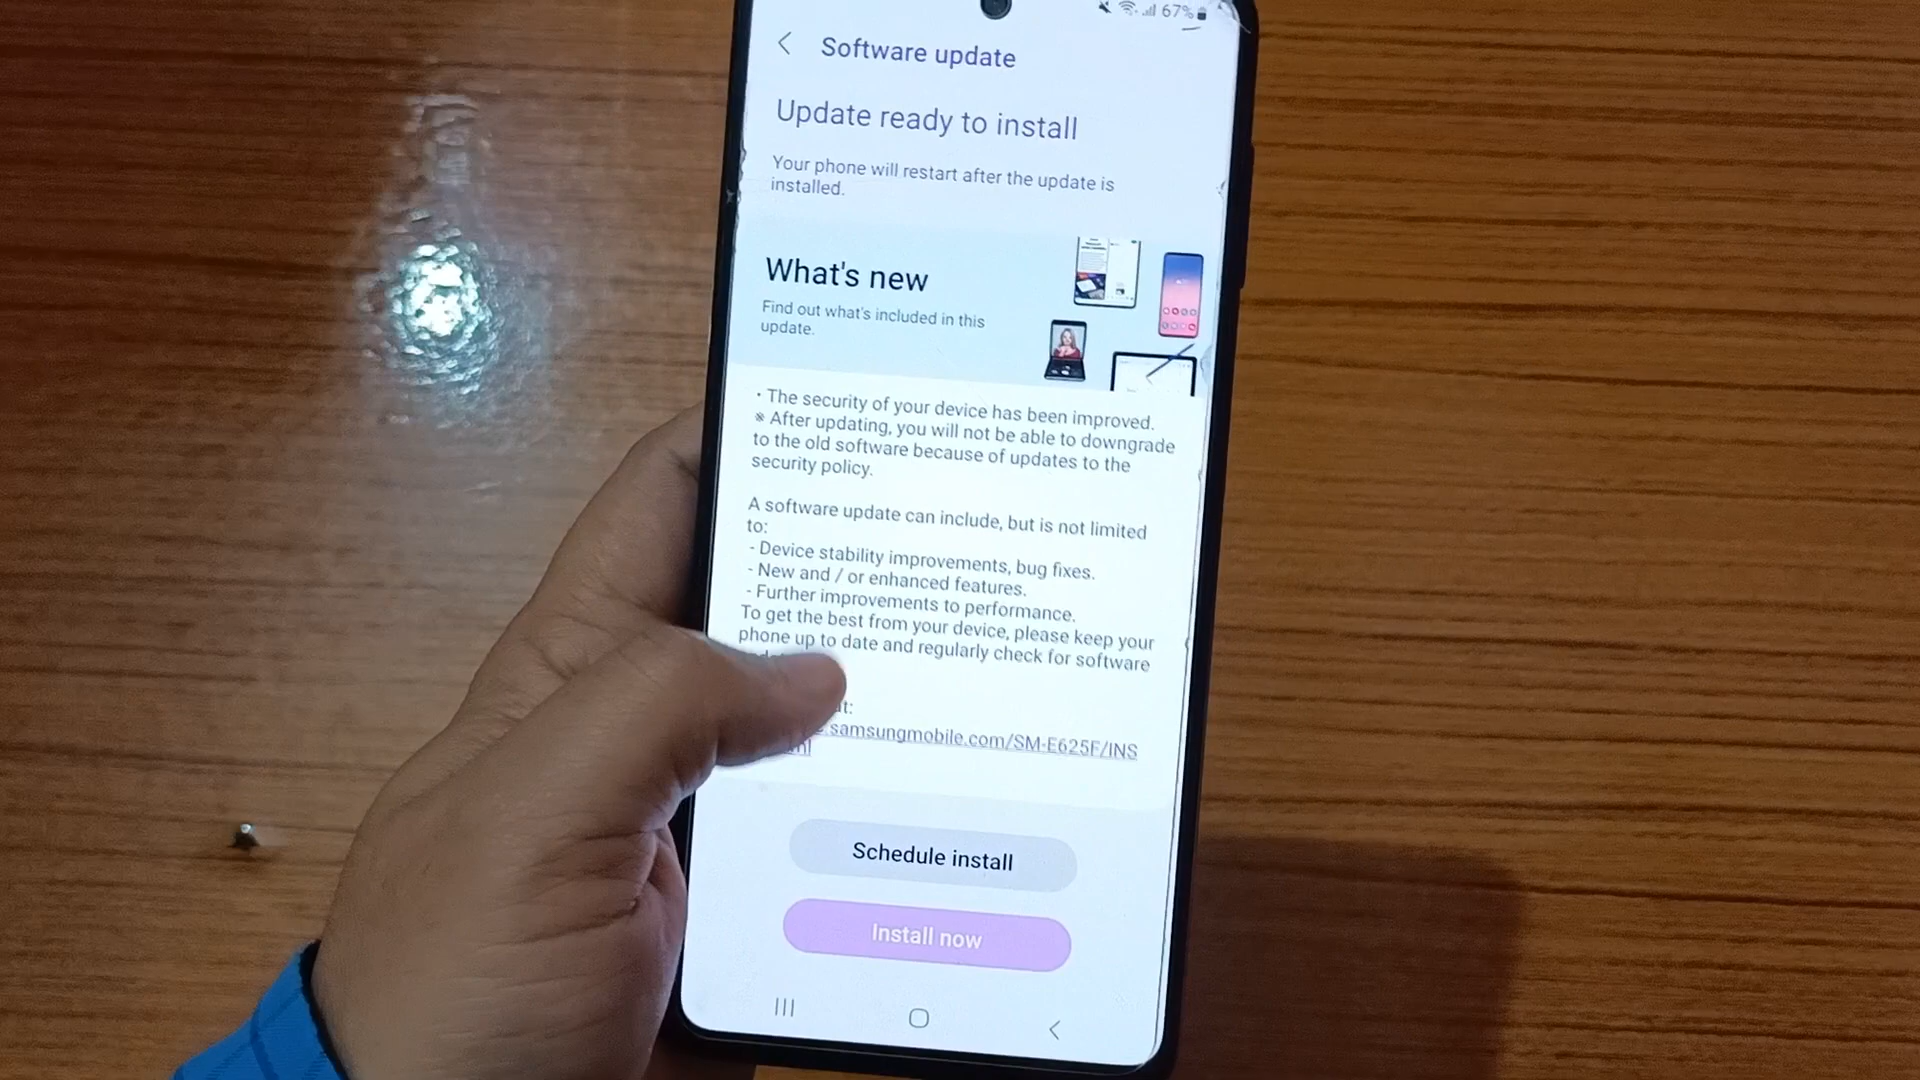 67%
Software update
Update ready to install
Your phone will restart after the update is
installed.
What's new
Find out what's included in this
update.
· The security of your device has been improved.
※ After updating, you will not be able to downgrade
to the old software because of updates to the
security policy.
A software update can include, but is not limited
to:
- Device stability improvements, bug fixes.
- New and / or enhanced features.
- Further improvements to performance.
To get the best from your device, please keep your
phone up to date and regularly check for software
samsungmobile.com/SM-E625F/INS
Schedule install
Install now